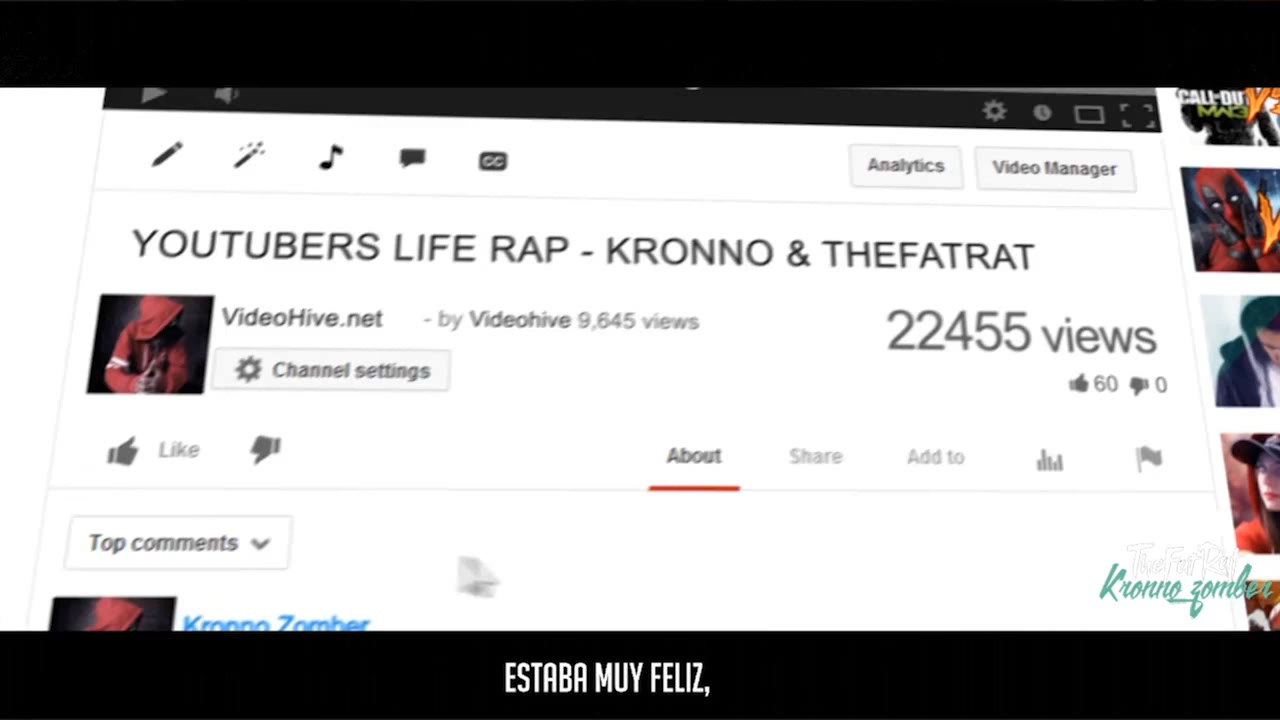 CALL DU
MW3
CC
Analytics
Video Manager
YOUTUBERS LIFE RAP - KRONNO & THEFATRAT
VideoHive.net - by Videohive 9,645 views
22455 views
Channel settings
60 0
Like
About Share Add to
Top comments
TheFatRat
Kronno zomber
Kronno Zomber
ESTABA MUY FELIZ,